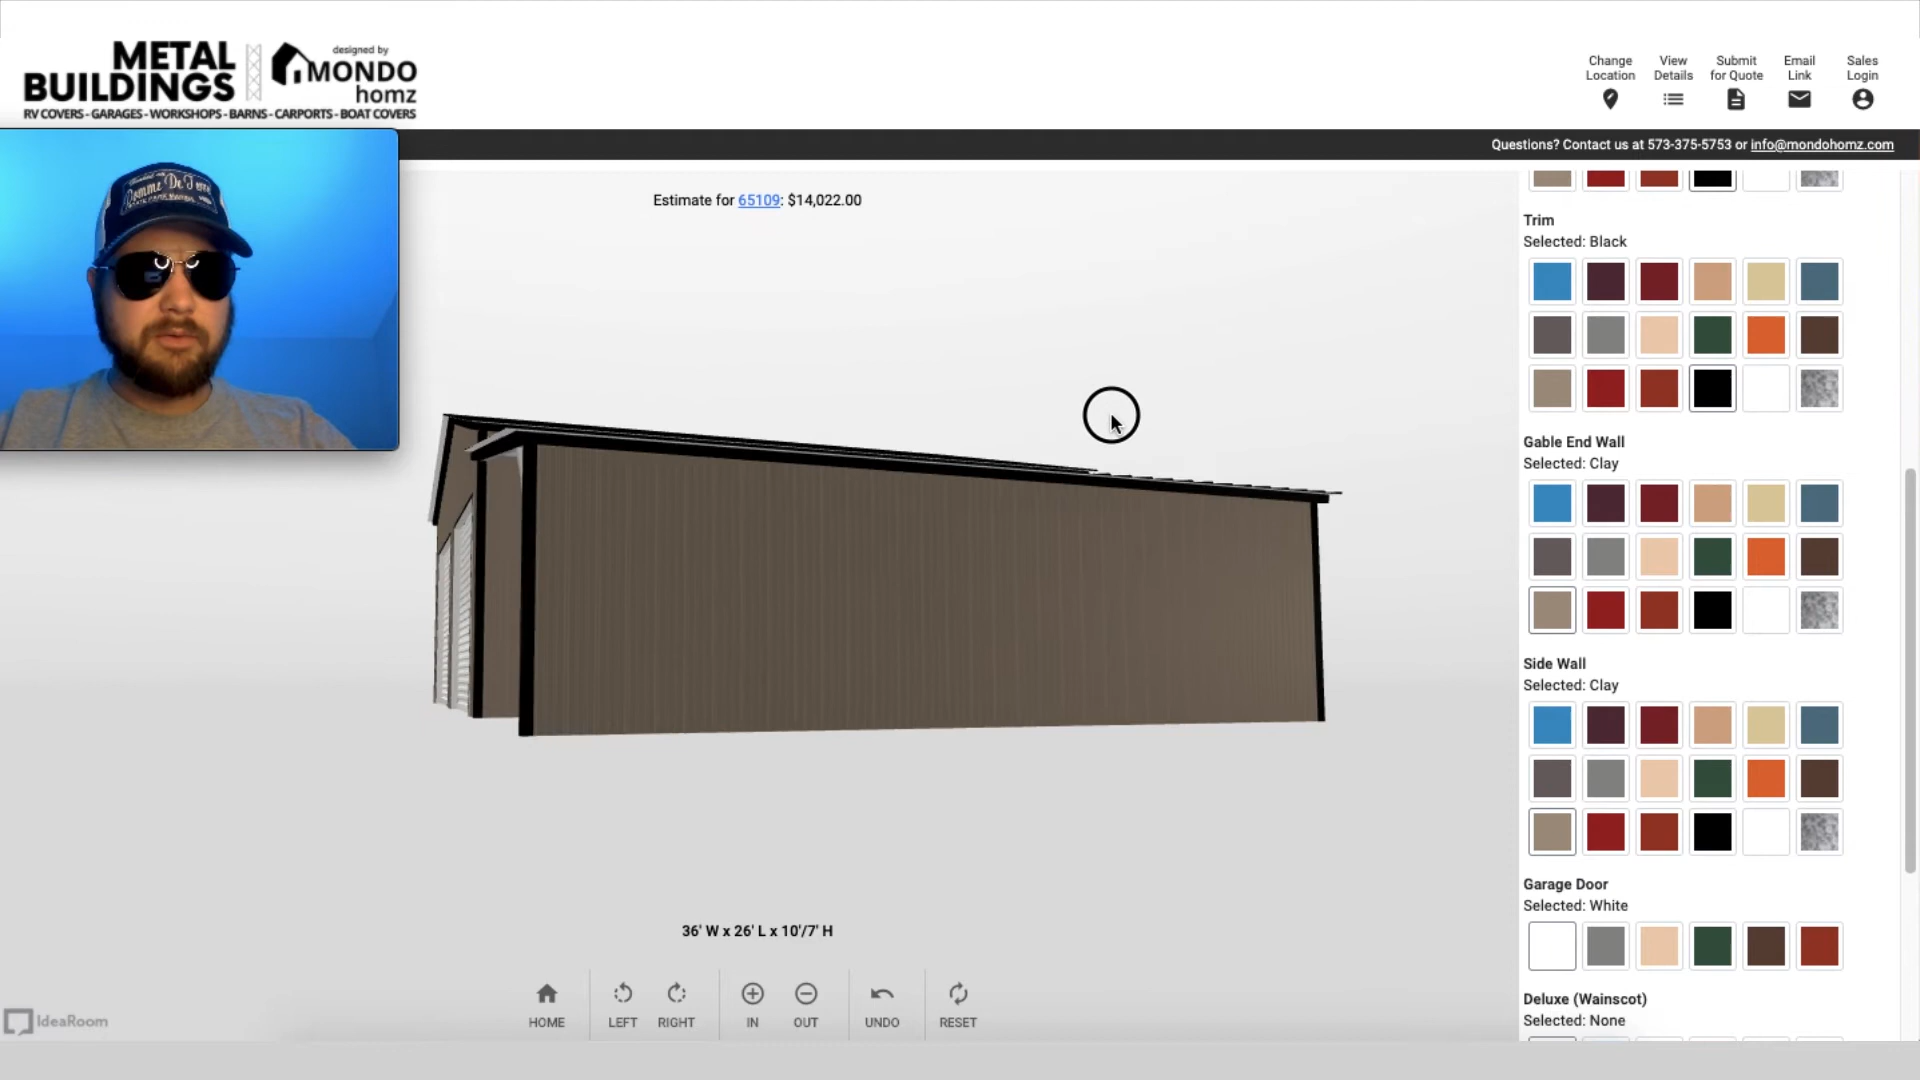 METAL
BUILDINGS
designed by
MONDO
homz
RV COVERS - GARAGES - WORKSHOPS - BARNS - CARPORTS - BOAT COVERS
Change
Location
View
Details
Submit
for Quote
Email
Link
Sales
Login
Questions? Contact us at 573-375-5753 or info@mondohomz.com
Estimate for 65109: $14,022.00
Trim
Selected: Black
Gable End Wall
Selected: Clay
Side Wall
Selected: Clay
Garage Door
Selected: White
Deluxe (Wainscot)
Selected: None
36' W x 26' L x 10'/7' H
HOME
LEFT
RIGHT
IN
OUT
UNDO
RESET
IdeaRoom